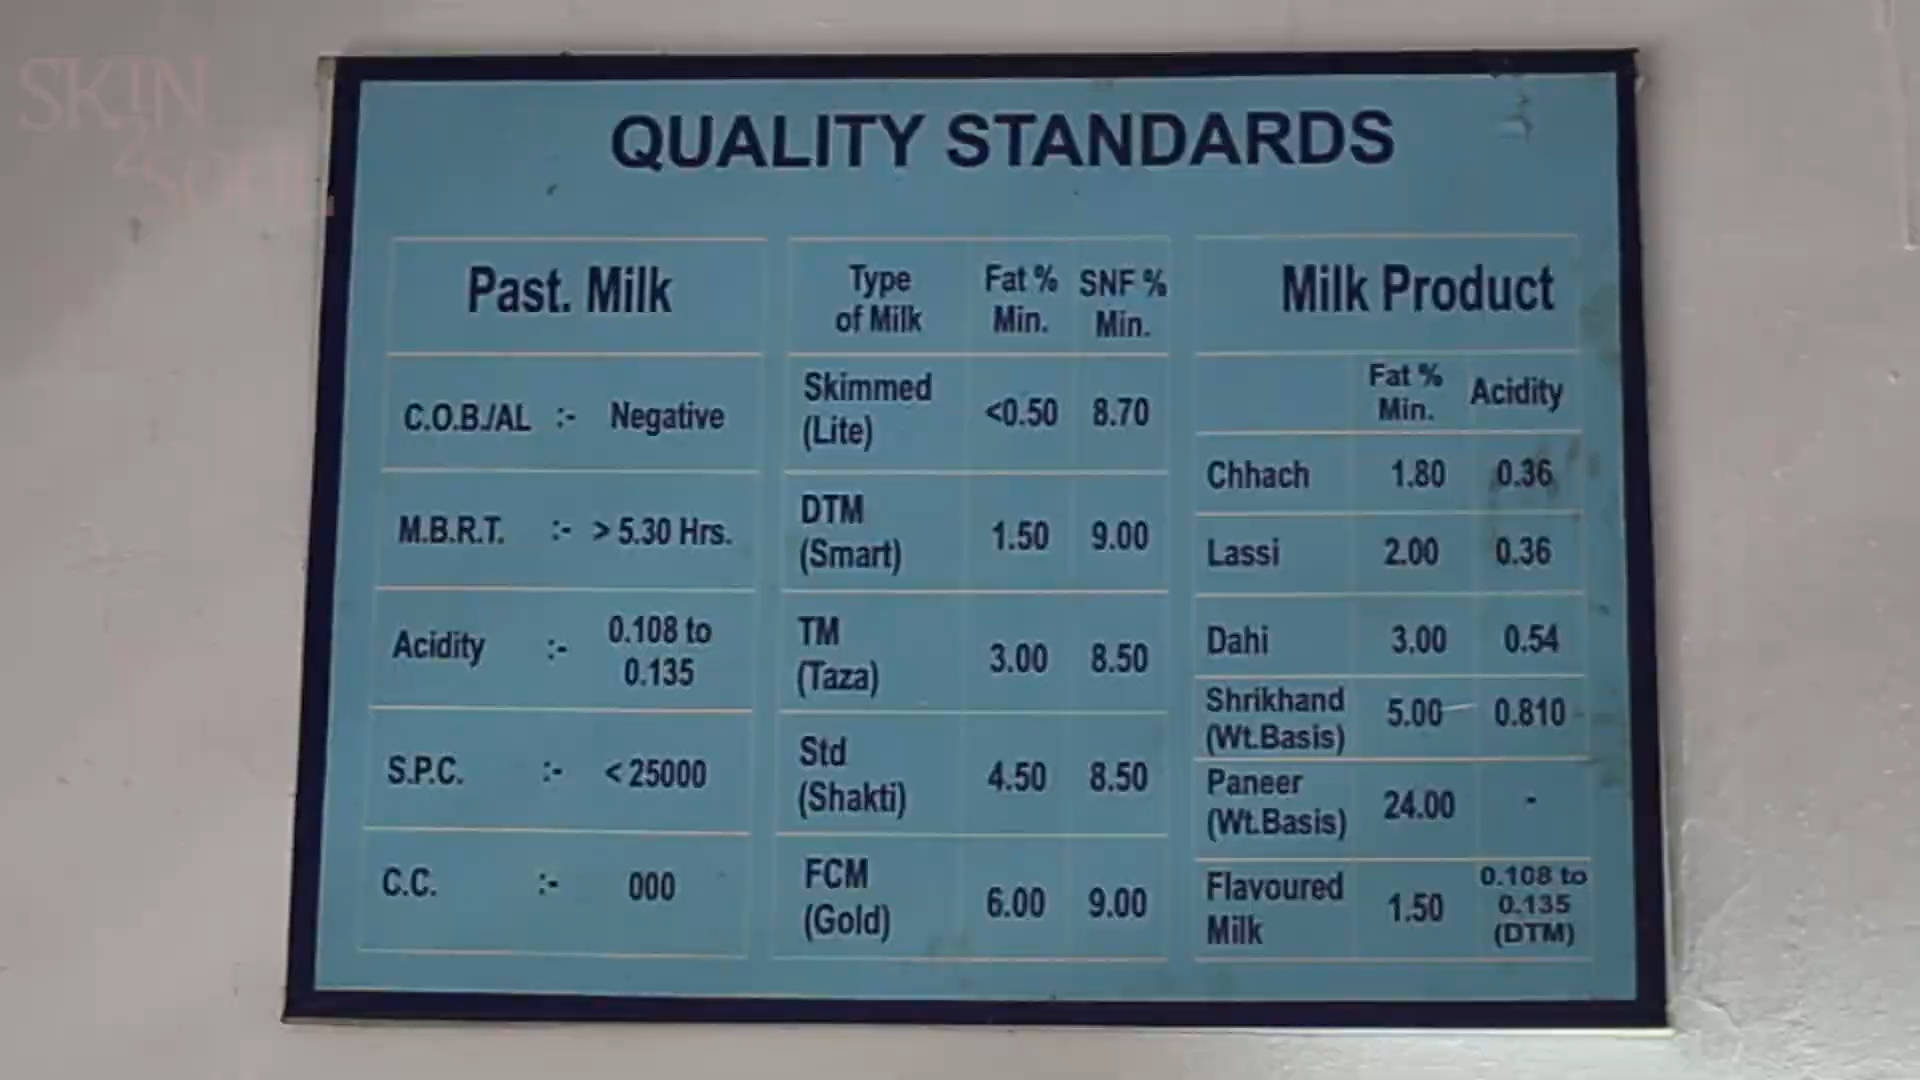 SKIN
2
SOUL
QUALITY STANDARDS
Past. Milk
C.O.B./AL :- Negative
M.B.R.T. :- > 5.30 Hrs.
Acidity :- 0.108 to
0.135
S.P.C. :- < 25000
C.C. :- 000
Type Fat % SNF %
of Milk Min. Min.
Skimmed
(Lite) <0.50 8.70
DTM
(Smart) 1.50 9.00
TM
(Taza) 3.00 8.50
Std
(Shakti) 4.50 8.50
FCM
(Gold) 6.00 9.00
Milk Product
Fat % Acidity
Min.
Chhach 1.80 0.36
Lassi 2.00 0.36
Dahi 3.00 0.54
Shrikhand 5.00 0.810
(Wt.Basis)
Paneer 24.00 -
(Wt.Basis)
Flavoured 1.50 0.108 to
Milk 0.135
(DTM)